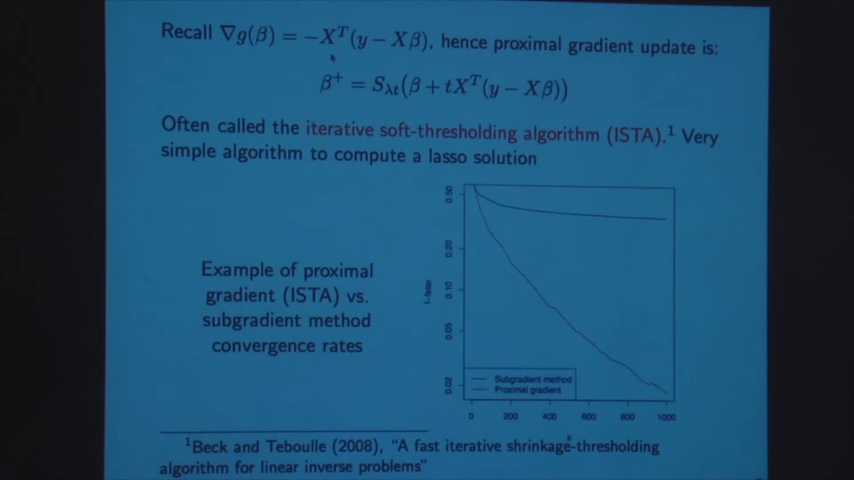 Recall ∇g(β) = −Xᵀ(y − Xβ), hence proximal gradient update is:
β⁺ = S_λt(β + tXᵀ(y − Xβ))
Often called the iterative soft-thresholding algorithm (ISTA).¹ Very
simple algorithm to compute a lasso solution
Example of proximal
gradient (ISTA) vs.
subgradient method
convergence rates
f-fstar
0.50
0.20
0.10
0.05
0.02
Subgradient method
Proximal gradient
0 200 400 600 800 1000
¹Beck and Teboulle (2008), "A fast iterative shrinkage-thresholding
algorithm for linear inverse problems"